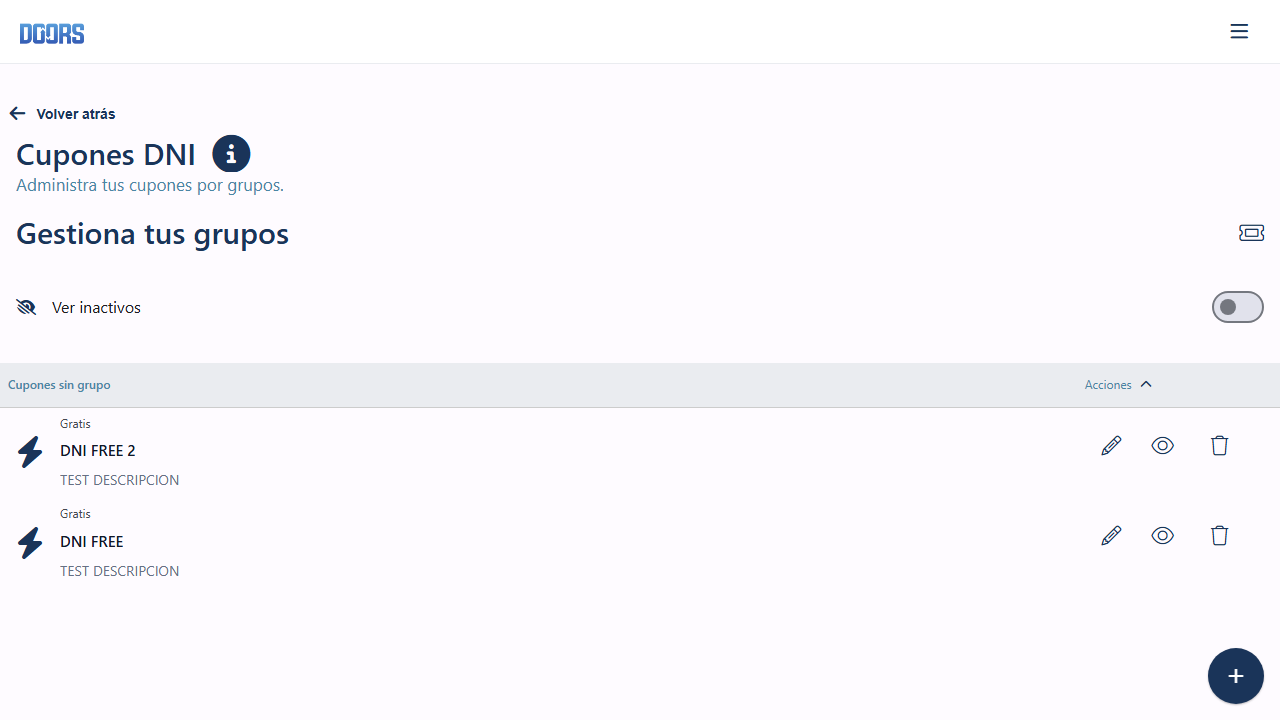 DOORS
Volver atrás
Cupones DNI
Administra tus cupones por grupos.
Gestiona tus grupos
Ver inactivos
Cupones sin grupo
Acciones
Gratis
DNI FREE 2
TEST DESCRIPCION
Gratis
DNI FREE
TEST DESCRIPCION